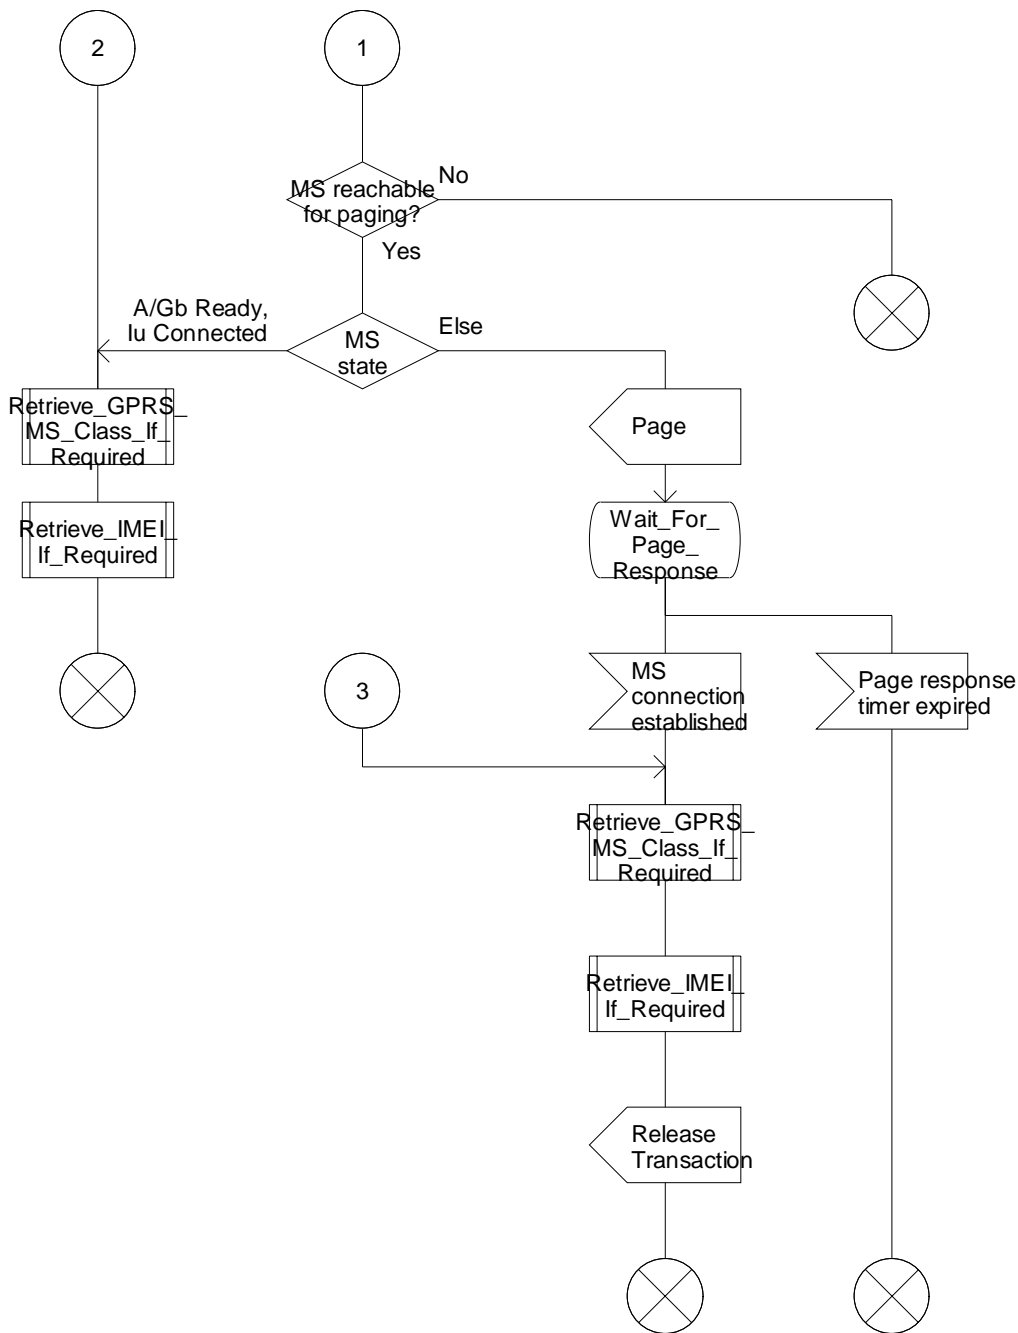 2
1
MS reachable
for paging?
No
Yes
A/Gb Ready,
Iu Connected
MS
state
Else
Retrieve_GPRS_
MS_Class_If_
Required
Page
Retrieve_IMEI_
If_Required
Wait_For_
Page_
Response
3
MS
connection
established
Page response
timer expired
Retrieve_GPRS_
MS_Class_If_
Required
Retrieve_IMEI_
If_Required
Release
Transaction